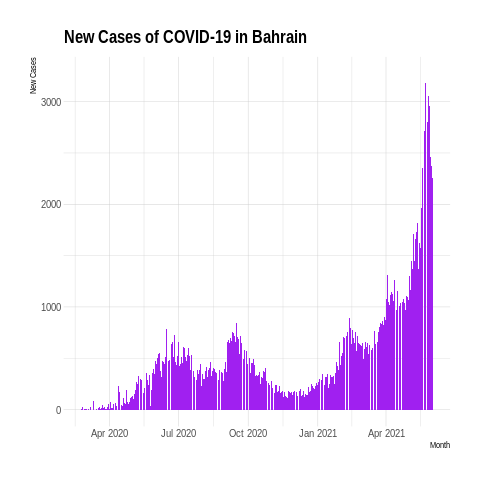 New Cases of COVID-19 in Bahrain
New Cases
3000
2000
1000
0
Apr 2020 Jul 2020 Oct 2020 Jan 2021 Apr 2021
Month